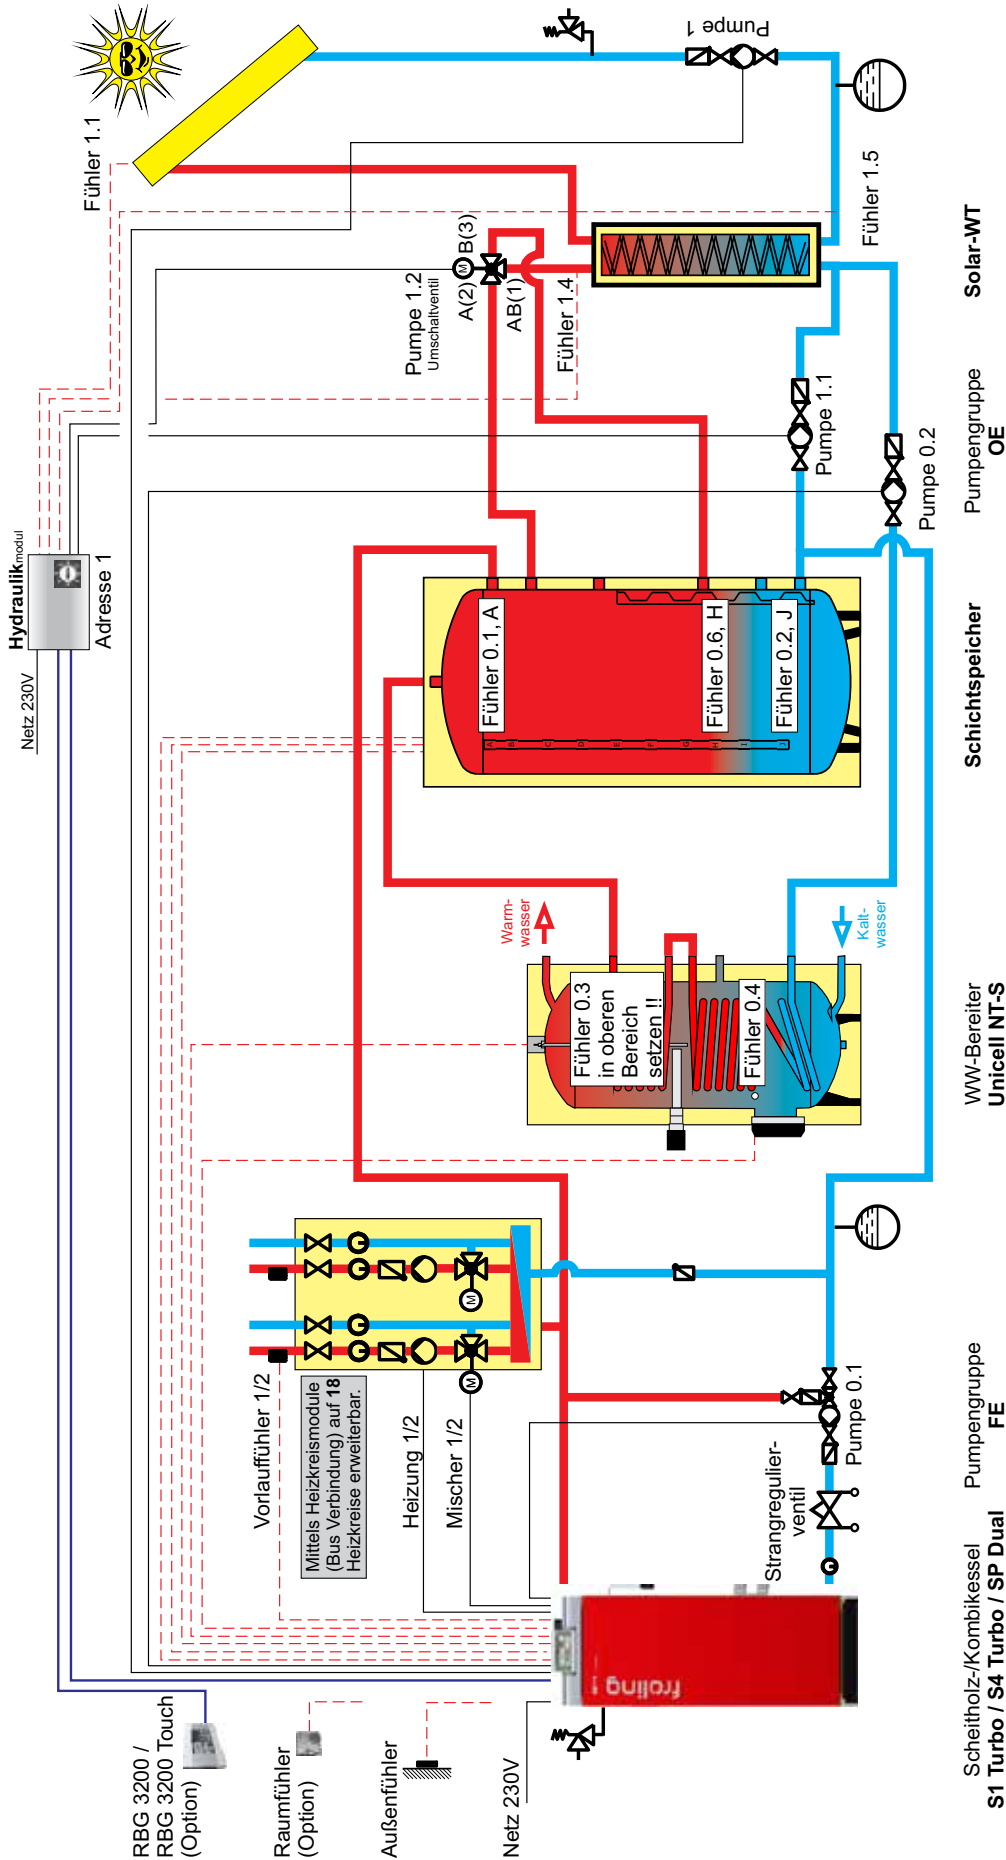 RBG 3200 /
RBG 3200 Touch
(Option)
Raumfühler
(Option)
Außenfühler
Netz 230V
Netz 230V
Hydraulikmodul
Adresse 1
Vorlauffühler 1/2
Mittels Heizkreismodule
(Bus Verbindung) auf 18
Heizkreise erweiterbar.
Heizung 1/2
Mischer 1/2
M
M
Strangregulier-
ventil
Pumpe 0.1
froling
Warm-
wasser
Kalt-
wasser
Fühler 0.3
in oberen
Bereich
setzen !!
Fühler 0.4
Fühler 0.1, A
Fühler 0.6, H
Fühler 0.2, J
A
B
C
D
E
F
G
H
I
J
Fühler 1.1
Pumpe 1.2
Umschaltventil
A(2)
M
B(3)
AB(1)
Fühler 1.4
Pumpe 1
Fühler 1.5
Pumpe 1.1
Pumpe 0.2
Scheitholz-/Kombikessel
S1 Turbo / S4 Turbo / SP Dual
Pumpengruppe
FE
WW-Bereiter
Unicell NT-S
Schichtspeicher
Pumpengruppe
OE
Solar-WT